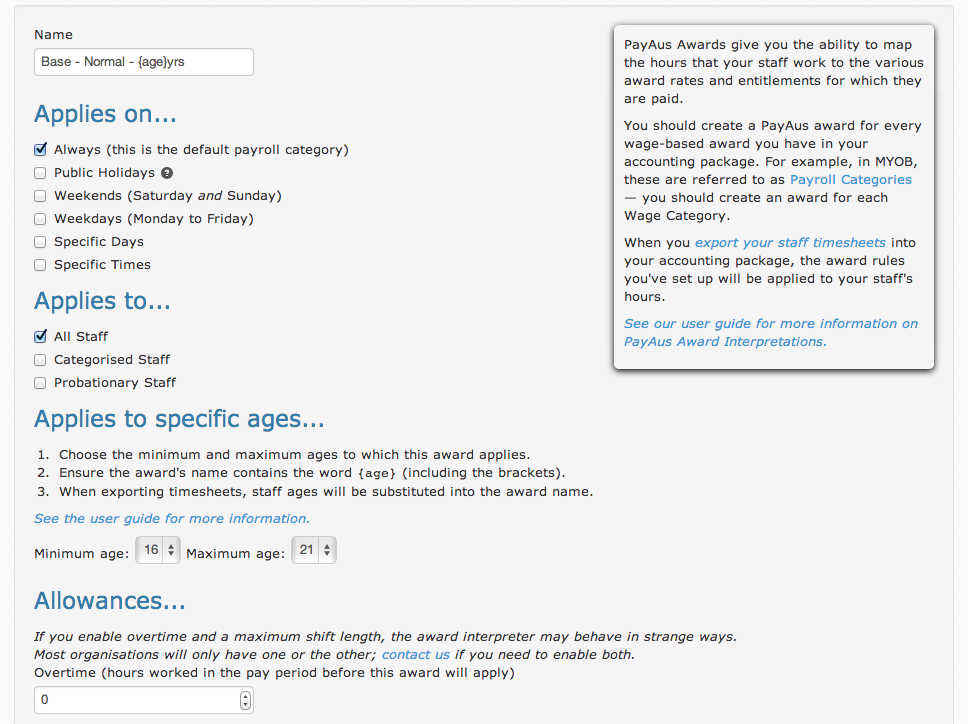 Name
Base - Normal - {age}yrs
Applies on...
Always (this is the default payroll category)
Public Holidays ?
Weekends (Saturday and Sunday)
Weekdays (Monday to Friday)
Specific Days
Specific Times
Applies to...
All Staff
Categorised Staff
Probationary Staff
Applies to specific ages...
1. Choose the minimum and maximum ages to which this award applies.
2. Ensure the award's name contains the word {age} (including the brackets).
3. When exporting timesheets, staff ages will be substituted into the award name.
See the user guide for more information.
Minimum age: 16 Maximum age: 21
Allowances...
If you enable overtime and a maximum shift length, the award interpreter may behave in strange ways.
Most organisations will only have one or the other; contact us if you need to enable both.
Overtime (hours worked in the pay period before this award will apply)
0
PayAus Awards give you the ability to map
the hours that your staff work to the various
award rates and entitlements for which they
are paid.
You should create a PayAus award for every
wage-based award you have in your
accounting package. For example, in MYOB,
these are referred to as Payroll Categories
— you should create an award for each
Wage Category.
When you export your staff timesheets into
your accounting package, the award rules
you've set up will be applied to your staff's
hours.
See our user guide for more information on
PayAus Award Interpretations.